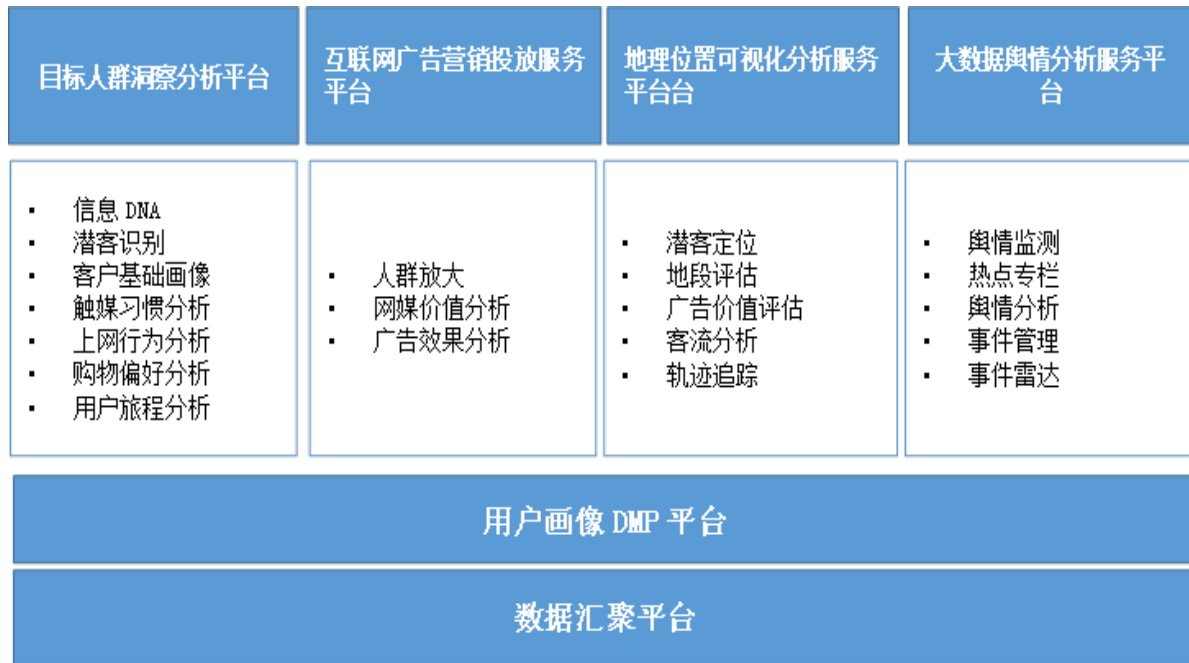 目标人群洞察分析平台
互联网广告营销投放服务
平台
地理位置可视化分析服务
平台台
大数据舆情分析服务平
台
▪ 信息 DNA
▪ 潜客识别
▪ 客户基础画像
▪ 触媒习惯分析
▪ 上网行为分析
▪ 购物偏好分析
▪ 用户旅程分析
▪ 人群放大
▪ 网媒价值分析
▪ 广告效果分析
▪ 潜客定位
▪ 地段评估
▪ 广告价值评估
▪ 客流分析
▪ 轨迹追踪
▪ 舆情监测
▪ 热点专栏
▪ 舆情分析
▪ 事件管理
▪ 事件雷达
用户画像 DMP 平台
数据汇聚平台